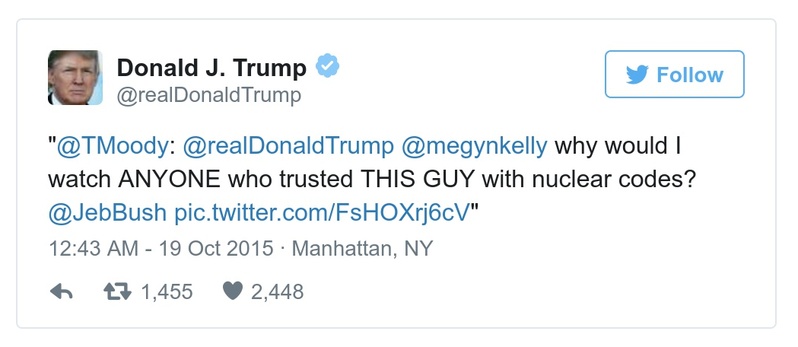 Donald J. Trump
@realDonaldTrump
Follow
"@TMoody: @realDonaldTrump @megynkelly why would I
watch ANYONE who trusted THIS GUY with nuclear codes?
@JebBush pic.twitter.com/FsHOXrj6cV"
12:43 AM - 19 Oct 2015 · Manhattan, NY
1,455 2,448